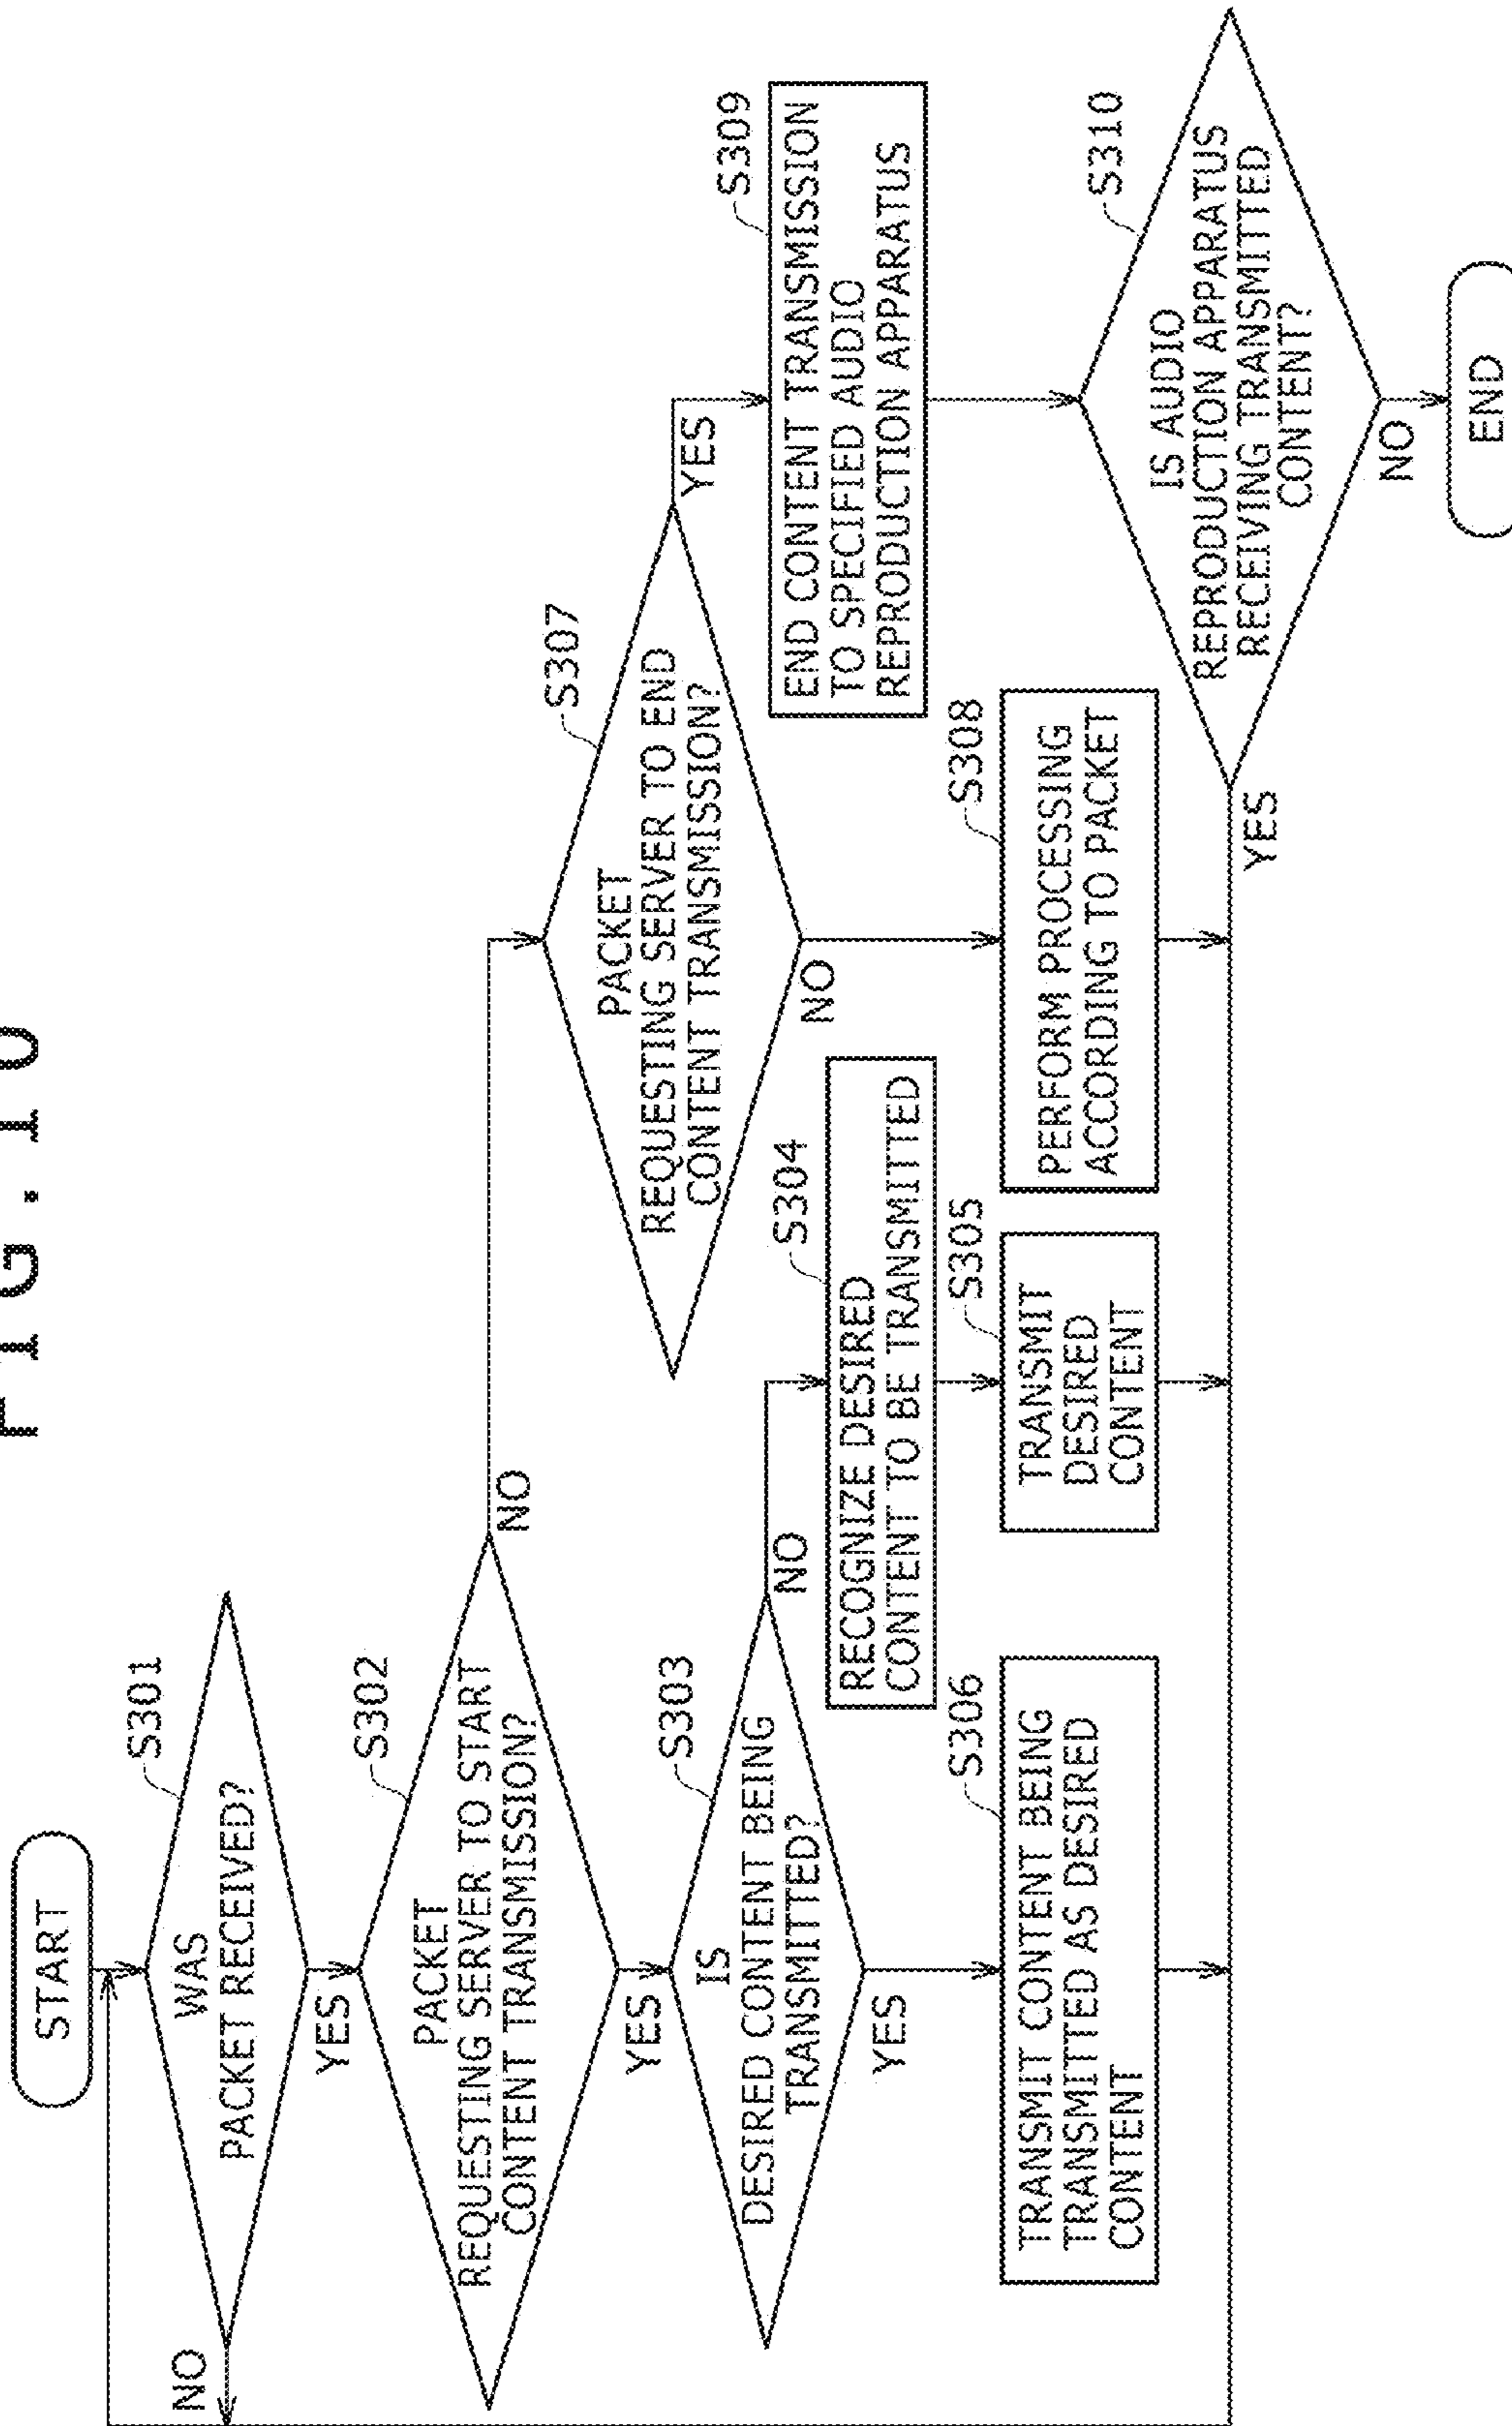 FIG.10
START
S301
WAS
PACKET RECEIVED?
NO
YES
S302
PACKET
REQUESTING SERVER TO START
CONTENT TRANSMISSION?
NO
YES
S303
IS
DESIRED CONTENT BEING
TRANSMITTED?
NO
YES
S304
RECOGNIZE DESIRED
CONTENT TO BE TRANSMITTED
S305
TRANSMIT
DESIRED
CONTENT
S306
TRANSMIT CONTENT BEING
TRANSMITTED AS DESIRED
CONTENT
S307
PACKET
REQUESTING SERVER TO END
CONTENT TRANSMISSION?
YES
NO
S308
PERFORM PROCESSING
ACCORDING TO PACKET
S309
END CONTENT TRANSMISSION
TO SPECIFIED AUDIO
REPRODUCTION APPARATUS
S310
IS AUDIO
REPRODUCTION APPARATUS
RECEIVING TRANSMITTED
CONTENT?
YES
NO
END